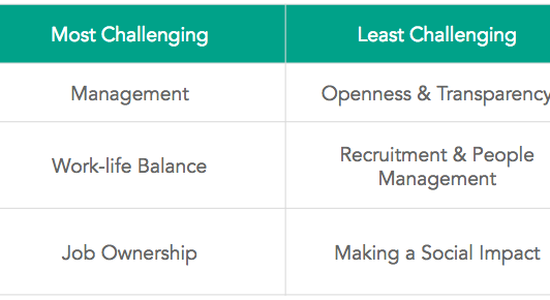 Most Challenging
Least Challenging
Management
Openness & Transparency
Work-life Balance
Recruitment & People
Management
Job Ownership
Making a Social Impact